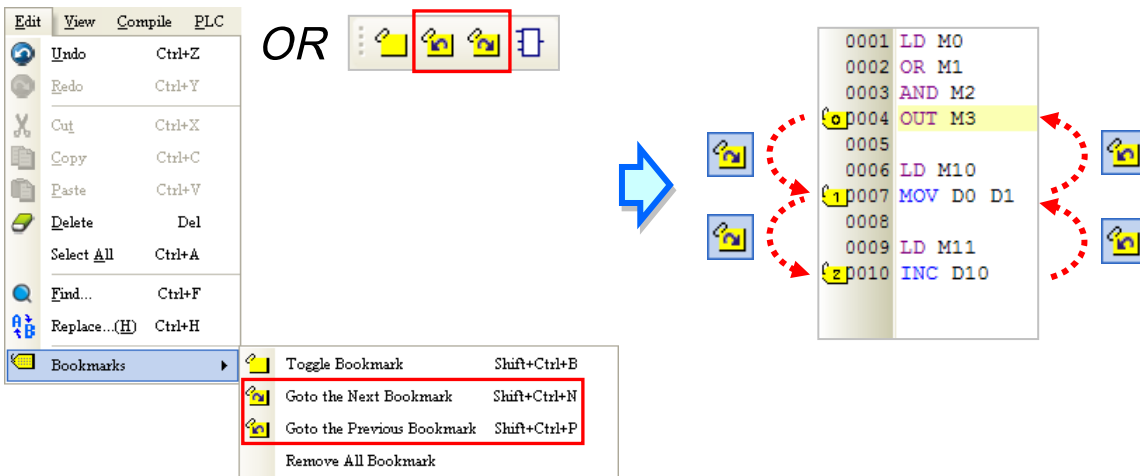 Edit View Compile PLC
Undo Ctrl+Z
Redo Ctrl+Y
Cut Ctrl+X
Copy Ctrl+C
Paste Ctrl+V
Delete Del
Select All Ctrl+A
Find... Ctrl+F
Replace...(H) Ctrl+H
Bookmarks
Toggle Bookmark Shift+Ctrl+B
Goto the Next Bookmark Shift+Ctrl+N
Goto the Previous Bookmark Shift+Ctrl+P
Remove All Bookmark
OR
0001 LD M0
0002 OR M1
0003 AND M2
0 0004 OUT M3
0005
0006 LD M10
1 0007 MOV D0 D1
0008
0009 LD M11
2 0010 INC D10